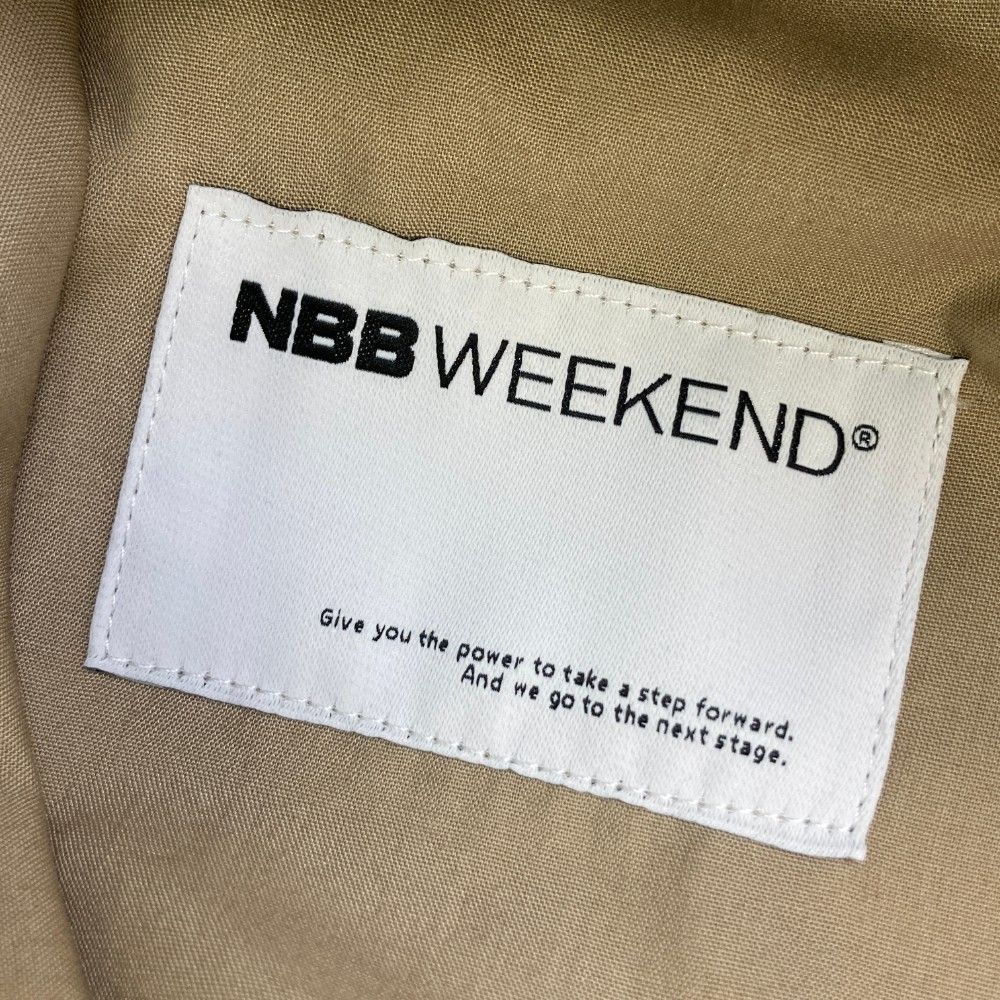 NBB WEEKEND®
Give you the power to take a step forward.
And we go to the next stage.